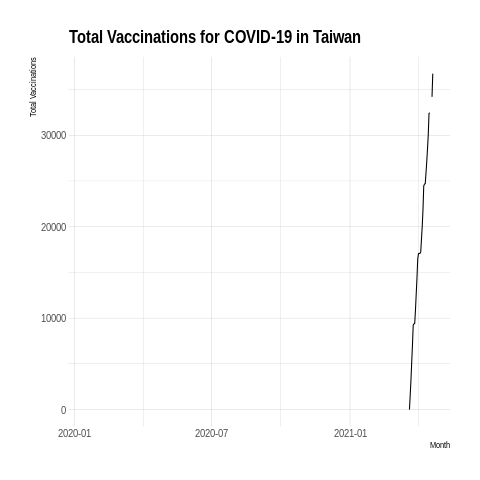 Total Vaccinations for COVID-19 in Taiwan
Total Vaccinations
30000
20000
10000
0
2020-01
2020-07
2021-01
Month